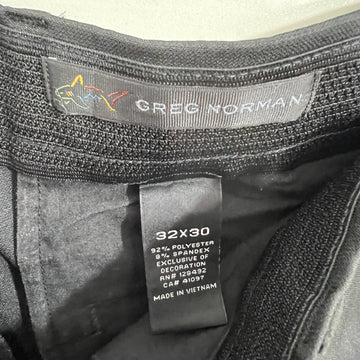 GREG NORMAN
32X30
92% POLYESTER
8% SPANDEX
EXCLUSIVE OF
DECORATION
RN# 129492
CA# 41097
MADE IN VIETNAM